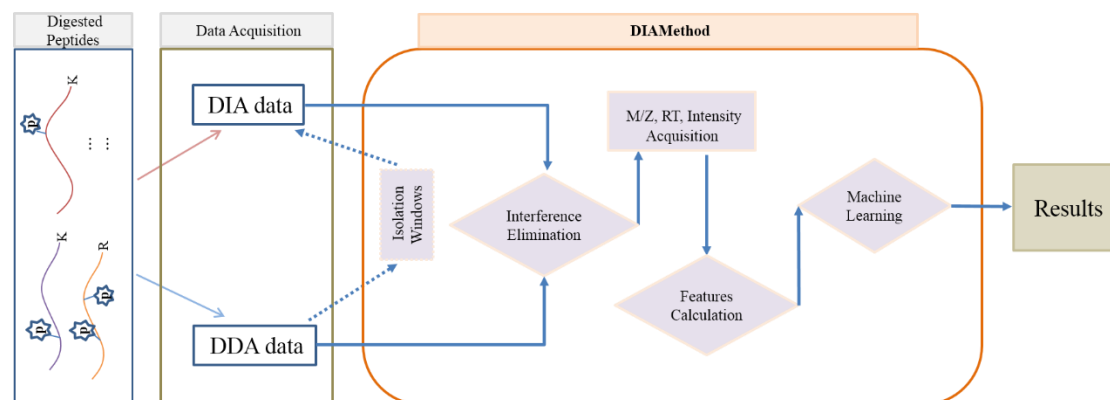 Digested
Peptides
Data Acquisition
DIAMethod
K
P
... ...
K
R
P
P
P
DIA data
DDA data
Isolation
Windows
Interference
Elimination
M/Z, RT, Intensity
Acquisition
Features
Calculation
Machine
Learning
Results